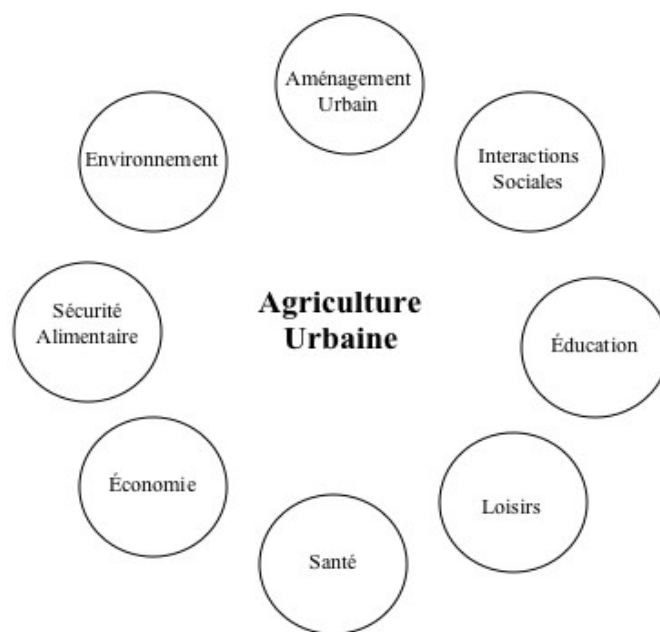 Aménagement
Urbain
Environnement
Interactions
Sociales
Agriculture
Urbaine
Sécurité
Alimentaire
Éducation
Économie
Loisirs
Santé